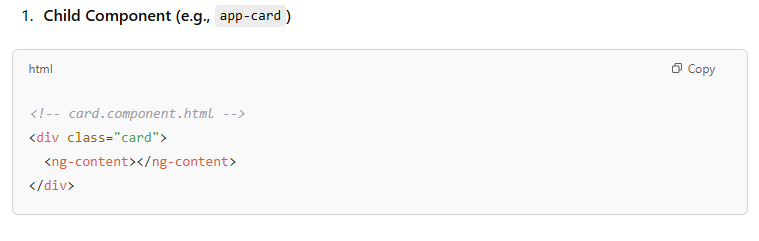 1. Child Component (e.g., app-card)
html
Copy
<!-- card.component.html -->
<div class="card">
  <ng-content></ng-content>
</div>